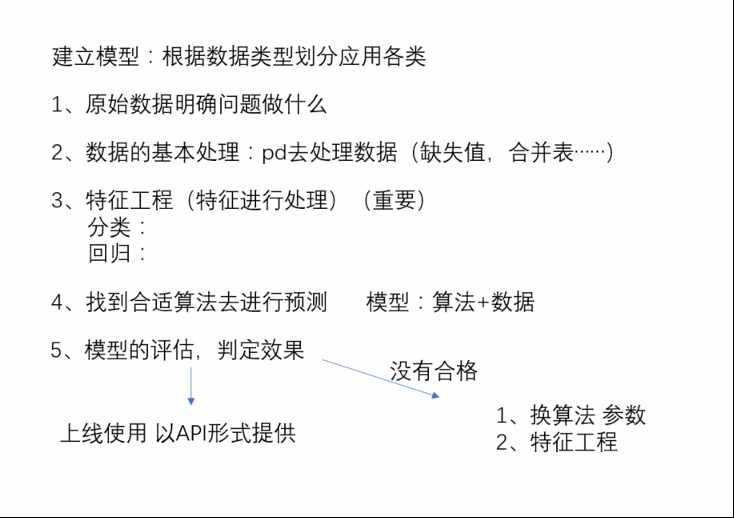 建立模型：根据数据类型划分应用各类
1、原始数据明确问题做什么
2、数据的基本处理：pd去处理数据（缺失值，合并表……）
3、特征工程（特征进行处理）（重要）
分类：
回归：
4、找到合适算法去进行预测 模型：算法+数据
5、模型的评估，判定效果
没有合格
上线使用 以API形式提供
1、换算法 参数
2、特征工程